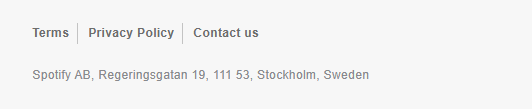 Terms | Privacy Policy | Contact us
Spotify AB, Regeringsgatan 19, 111 53, Stockholm, Sweden